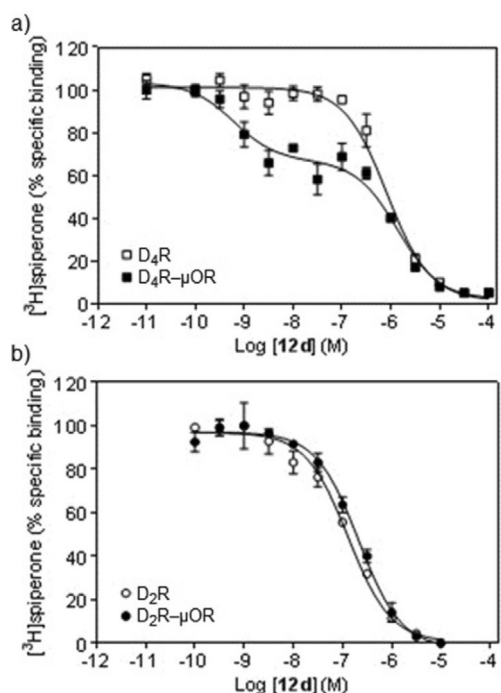 a)
120
100
80
60
40
20
0
[³H]spiperone (% specific binding)
D₄R
D₄R–μOR
-12 -11 -10 -9 -8 -7 -6 -5 -4
Log [12d] (M)
b)
120
100
80
60
40
20
0
[³H]spiperone (% specific binding)
D₂R
D₂R–μOR
-12 -11 -10 -9 -8 -7 -6 -5 -4
Log [12d] (M)